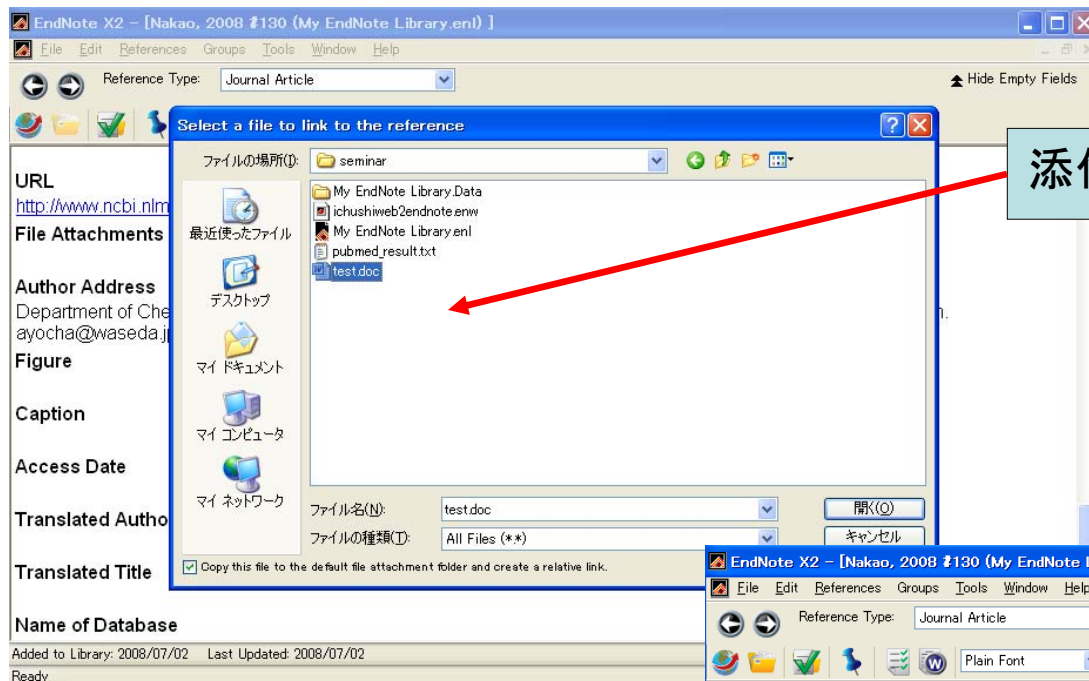 EndNote X2 - [Nakao, 2008 #130 (My EndNote Library.enl) ]
File Edit References Groups Tools Window Help
Reference Type: Journal Article
Hide Empty Fields
Select a file to link to the reference
ファイルの場所(I): seminar
My EndNote Library.Data
ichushiweb2endnote.enw
My EndNote Library.enl
pubmed_result.txt
test.doc
最近使ったファイル
デスクトップ
マイ ドキュメント
マイ コンピュータ
マイ ネットワーク
ファイル名(N): test.doc 開く(O)
ファイルの種類(T): All Files (*.*) キャンセル
Copy this file to the default file attachment folder and create a relative link.
添
URL
http://www.ncbi.nlm
File Attachments
Author Address
Department of Che
ayocha@waseda.j
Figure
Caption
Access Date
Translated Autho
Translated Title
Name of Database
Added to Library: 2008/07/02 Last Updated: 2008/07/02
Ready
EndNote X2 - [Nakao, 2008 #130 (My EndNote
File Edit References Groups Tools Window Help
Reference Type: Journal Article
Plain Font